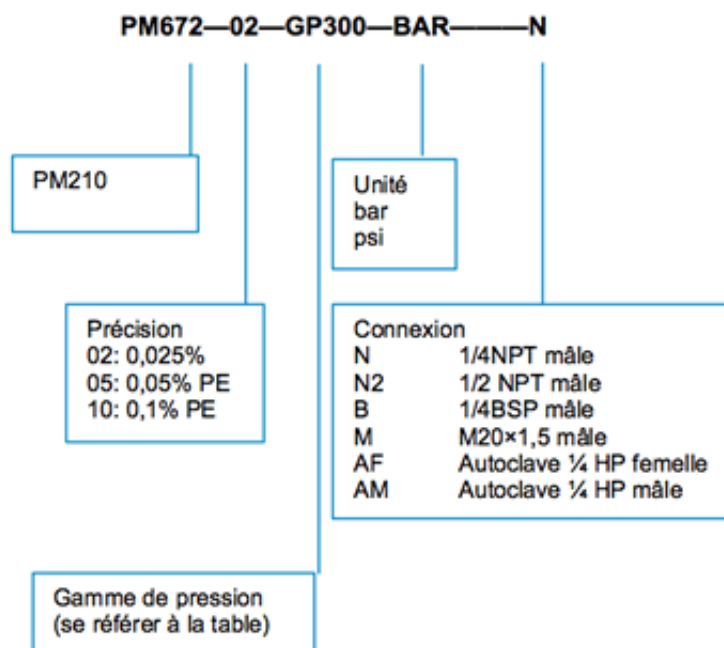 PM672—02—GP300—BAR———N
PM210
Unité
bar
psi
Précision
02: 0,025%
05: 0,05% PE
10: 0,1% PE
Connexion
N 1/4NPT mâle
N2 1/2 NPT mâle
B 1/4BSP mâle
M M20×1,5 mâle
AF Autoclave ¼ HP femelle
AM Autoclave ¼ HP mâle
Gamme de pression
(se référer à la table)